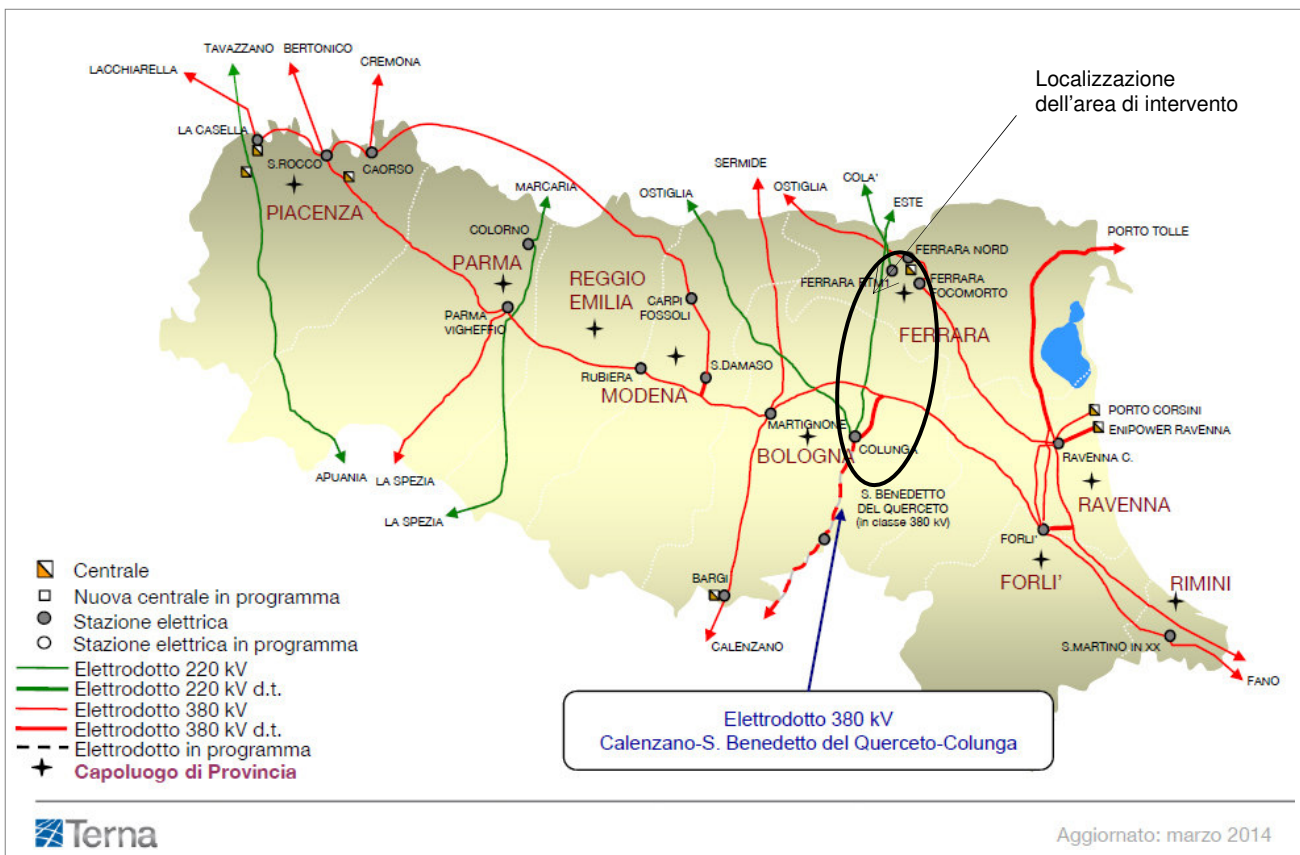 TAVAZZANO
BERTONICO
CREMONA
LACCHIARELLA
Localizzazione
dell'area di intervento
LA CASELLA
S.ROCCO
CAORSO
PIACENZA
SERMIDE
OSTIGLIA
COLA'
MARCARIA
OSTIGLIA
ESTE
COLORNO
PORTO TOLLE
PARMA
FERRARA NORD
REGGIO
EMILIA
FERRARA RTM1
FERRARA
FOCOMORTO
CARPI
FOSSOLI
PARMA
VIGHEFFIO
FERRARA
S.DAMASO
RUBIERA
MODENA
MARTIGNONE
PORTO CORSINI
ENIPOWER RAVENNA
BOLOGNA
COLUNGA
RAVENNA C.
APUANIA
LA SPEZIA
S. BENEDETTO
DEL QUERCETO
(in classe 380 kV)
RAVENNA
LA SPEZIA
FORLI'
BARGI
FORLI'
RIMINI
CALENZANO
S.MARTINO IN XX
FANO
Centrale
Nuova centrale in programma
Stazione elettrica
Stazione elettrica in programma
Elettrodotto 220 kV
Elettrodotto 220 kV d.t.
Elettrodotto 380 kV
Elettrodotto 380 kV d.t.
Elettrodotto in programma
Capoluogo di Provincia
Elettrodotto 380 kV
Calenzano-S. Benedetto del Querceto-Colunga
Terna
Aggiornato: marzo 2014